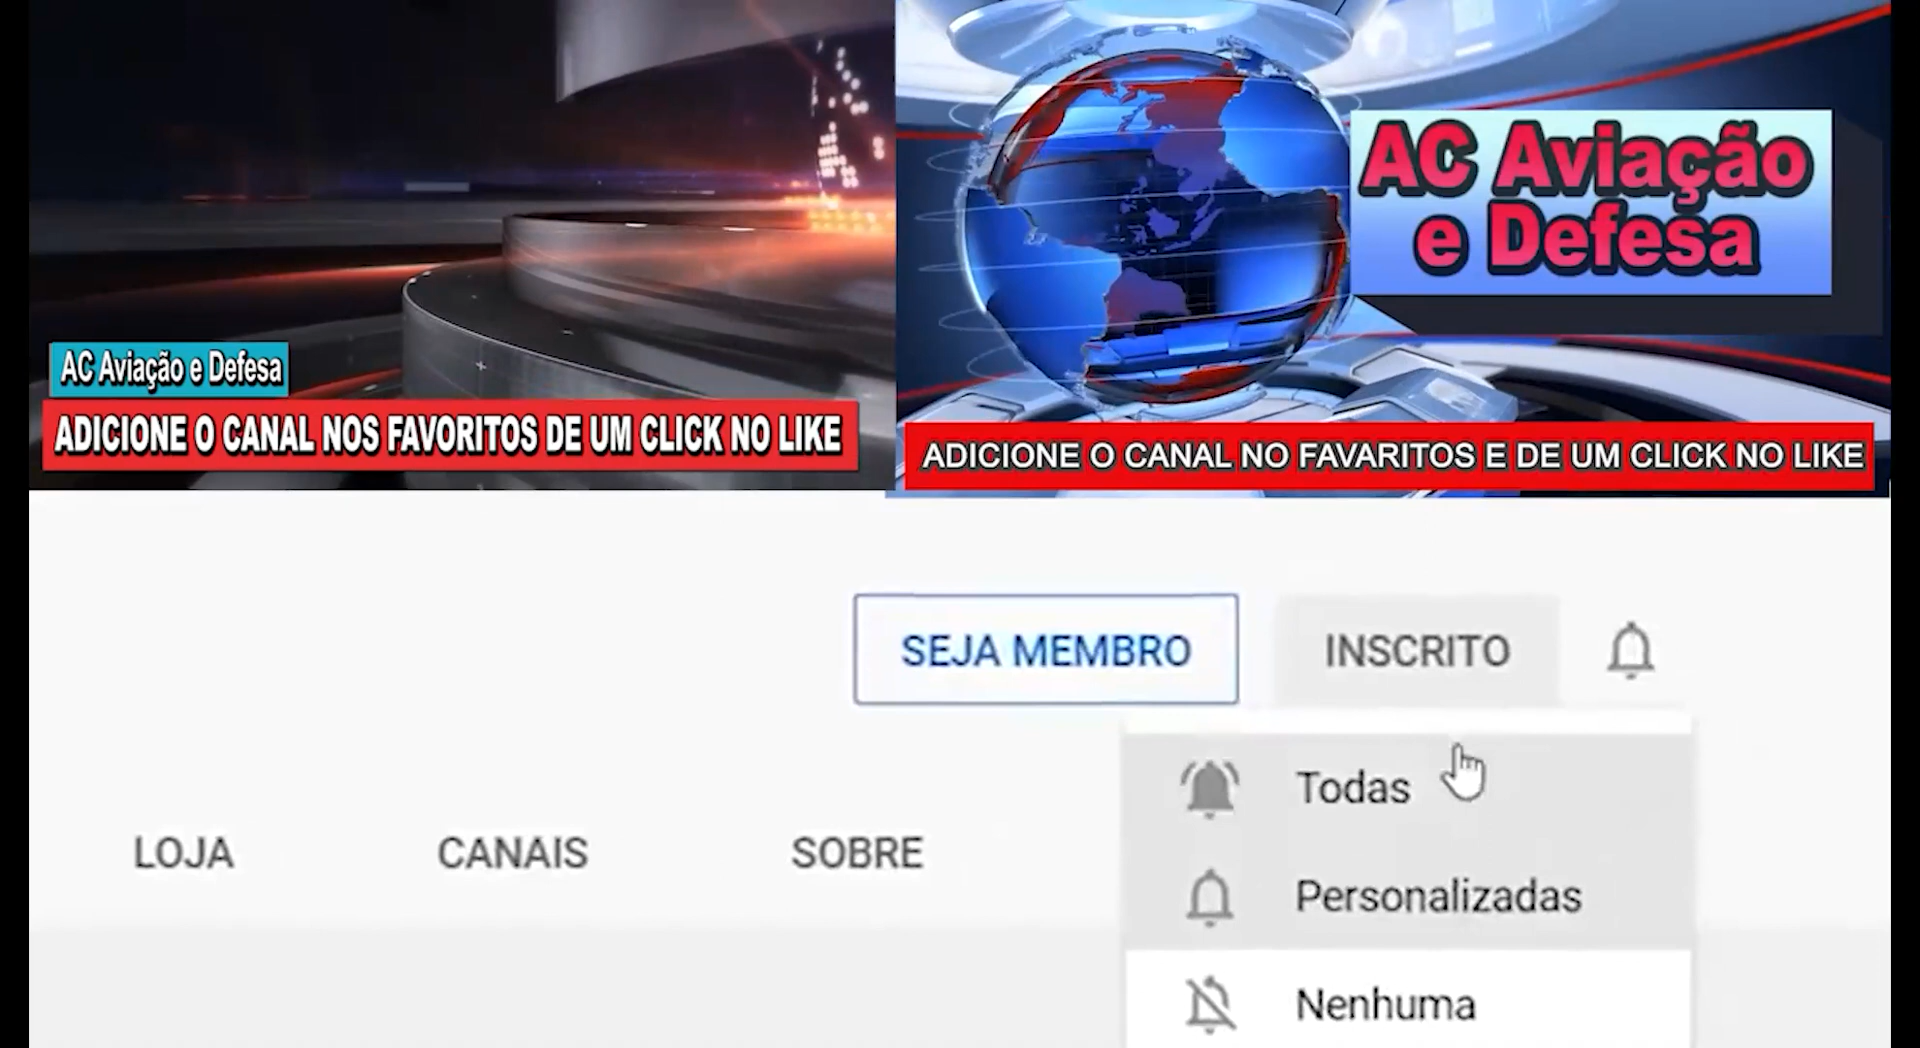 AC Aviação e Defesa
ADICIONE O CANAL NOS FAVORITOS DE UM CLICK NO LIKE
AC Aviação
e Defesa
ADICIONE O CANAL NO FAVARITOS E DE UM CLICK NO LIKE
SEJA MEMBRO
INSCRITO
Todas
LOJA
CANAIS
SOBRE
Personalizadas
Nenhuma